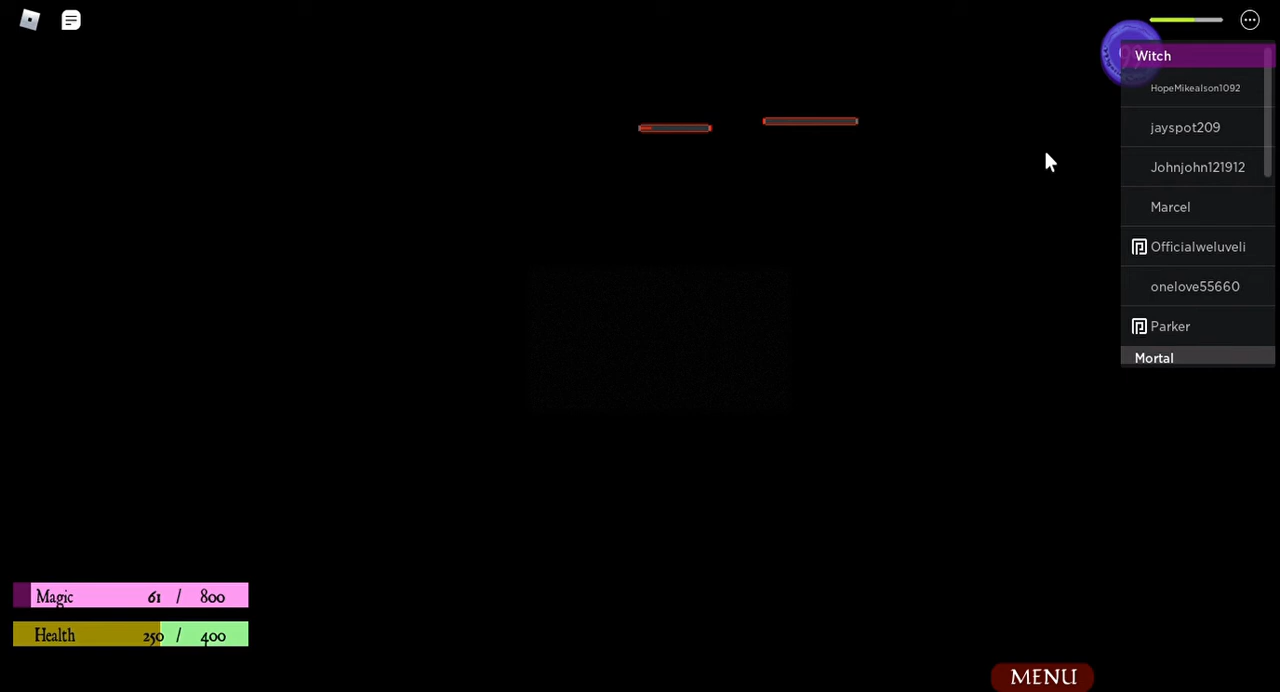 Witch
HopeMikealson1092
jayspot209
Johnjohn121912
Marcel
Officialweluveli
onelove55660
Parker
Mortal
Magic 61 / 800
Health 250 / 400
MENU